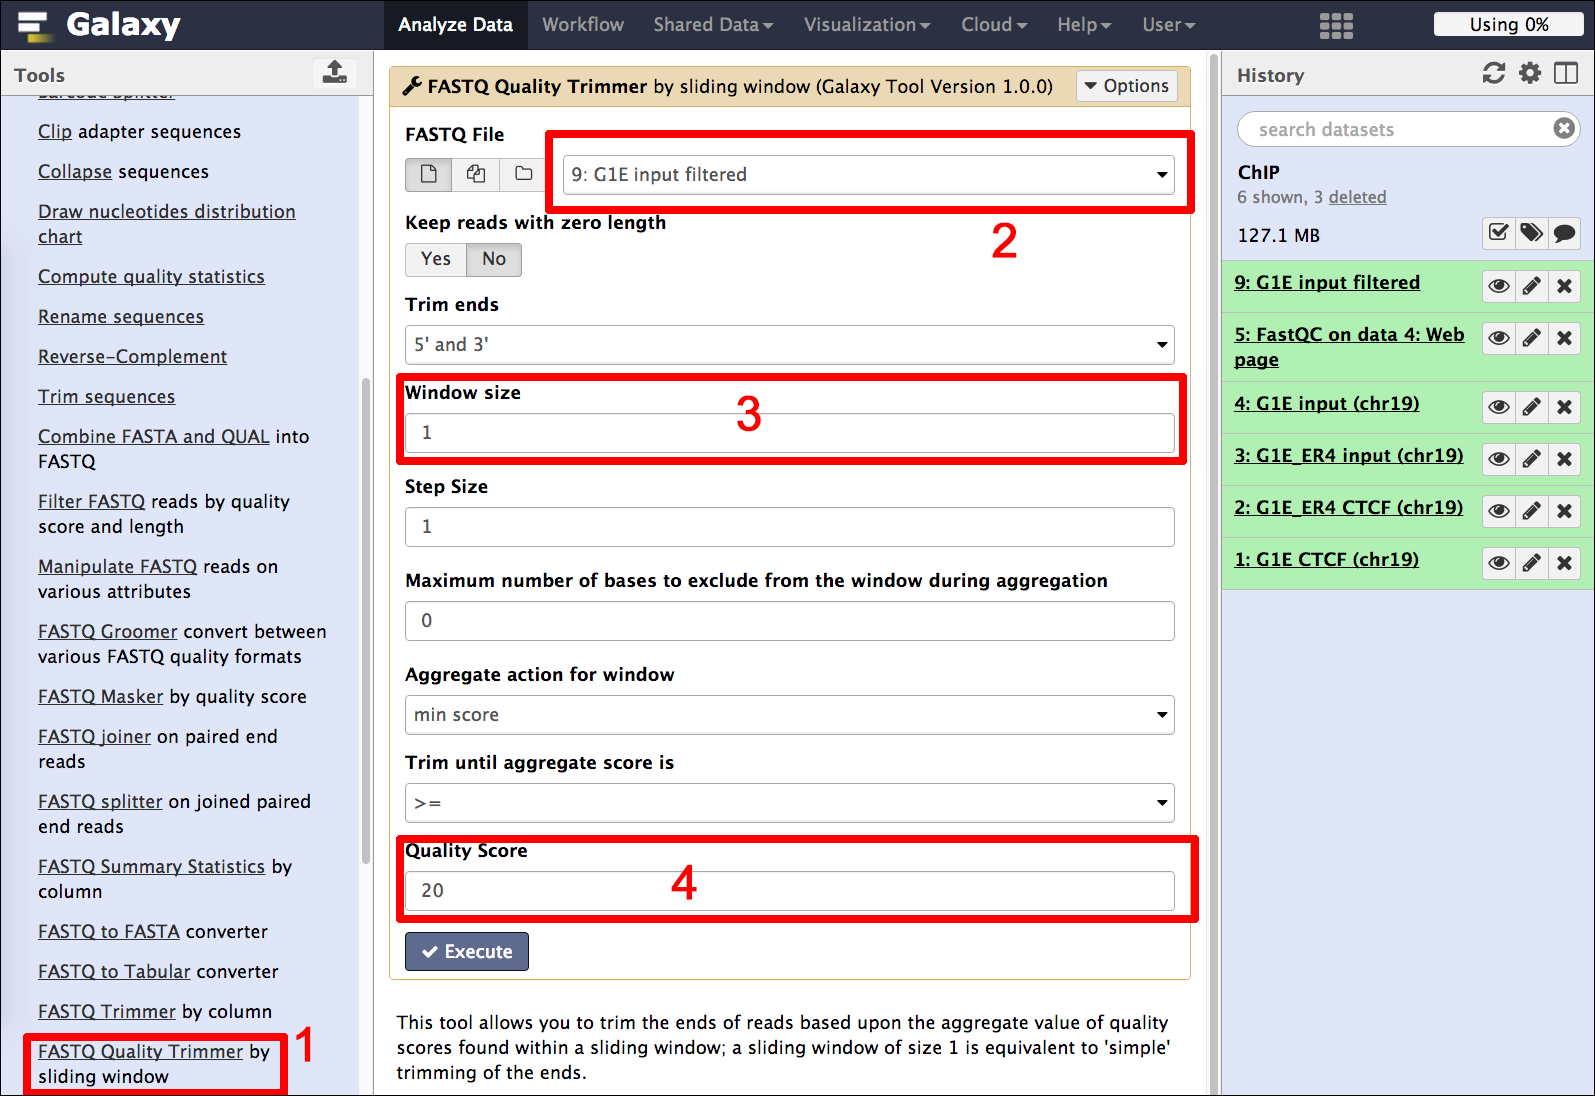 Galaxy
Analyze Data Workflow Shared Data Visualization Cloud Help User Using 0%
Tools
Barcode Splitter
Clip adapter sequences
Collapse sequences
Draw nucleotides distribution
chart
Compute quality statistics
Rename sequences
Reverse-Complement
Trim sequences
Combine FASTA and QUAL into
FASTQ
Filter FASTQ reads by quality
score and length
Manipulate FASTQ reads on
various attributes
FASTQ Groomer convert between
various FASTQ quality formats
FASTQ Masker by quality score
FASTQ joiner on paired end
reads
FASTQ splitter on joined paired
end reads
FASTQ Summary Statistics by
column
FASTQ to FASTA converter
FASTQ to Tabular converter
FASTQ Trimmer by column
FASTQ Quality Trimmer by
sliding window
1
FASTQ Quality Trimmer by sliding window (Galaxy Tool Version 1.0.0)
Options
FASTQ File
9: G1E input filtered
2
Keep reads with zero length
Yes No
Trim ends
5' and 3'
Window size
3
1
Step Size
1
Maximum number of bases to exclude from the window during aggregation
0
Aggregate action for window
min score
Trim until aggregate score is
>=
Quality Score
4
20
Execute
This tool allows you to trim the ends of reads based upon the aggregate value of quality
scores found within a sliding window; a sliding window of size 1 is equivalent to 'simple'
trimming of the ends.
History
search datasets
ChIP
6 shown, 3 deleted
127.1 MB
9: G1E input filtered
5: FastQC on data 4: Web
page
4: G1E input (chr19)
3: G1E_ER4 input (chr19)
2: G1E_ER4 CTCF (chr19)
1: G1E CTCF (chr19)